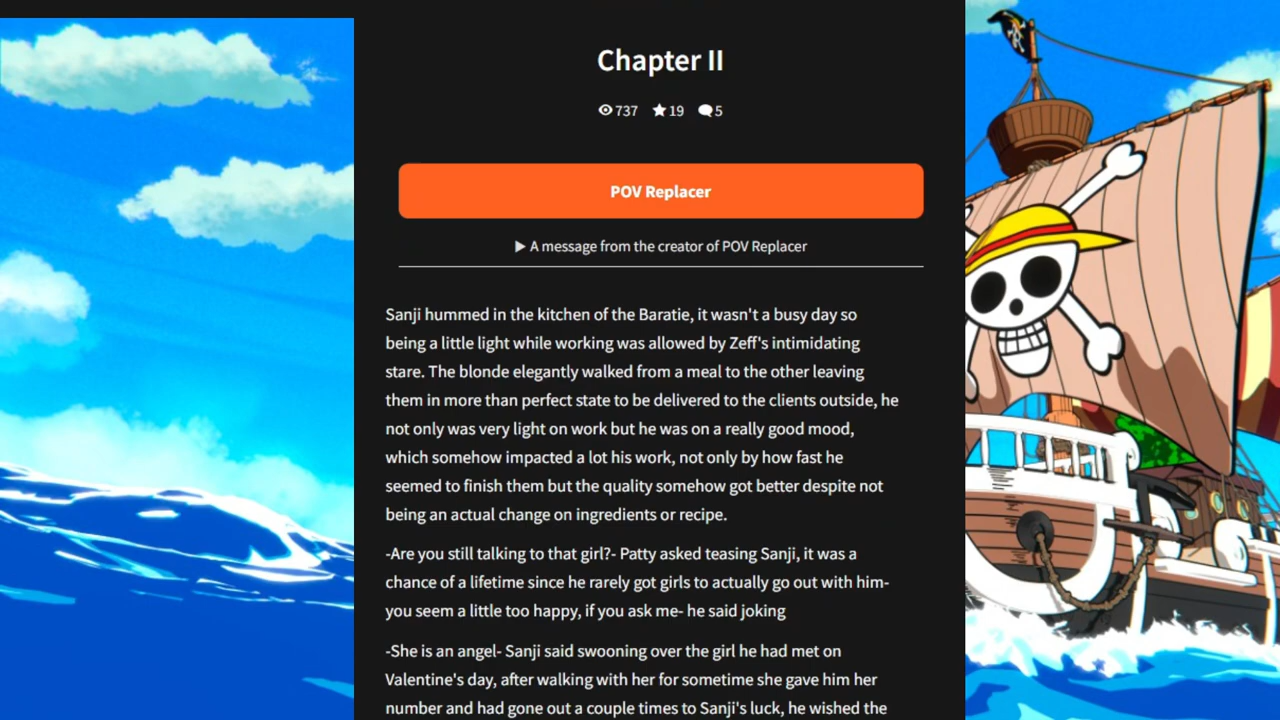 Chapter II
737 19 5
POV Replacer
▶ A message from the creator of POV Replacer
Sanji hummed in the kitchen of the Baratie, it wasn't a busy day so
being a little light while working was allowed by Zeff's intimidating
stare. The blonde elegantly walked from a meal to the other leaving
them in more than perfect state to be delivered to the clients outside, he
not only was very light on work but he was on a really good mood,
which somehow impacted a lot his work, not only by how fast he
seemed to finish them but the quality somehow got better despite not
being an actual change on ingredients or recipe.
-Are you still talking to that girl?- Patty asked teasing Sanji, it was a
chance of a lifetime since he rarely got girls to actually go out with him-
you seem a little too happy, if you ask me- he said joking
-She is an angel- Sanji said swooning over the girl he had met on
Valentine's day, after walking with her for sometime she gave him her
number and had gone out a couple times to Sanji's luck, he wished the